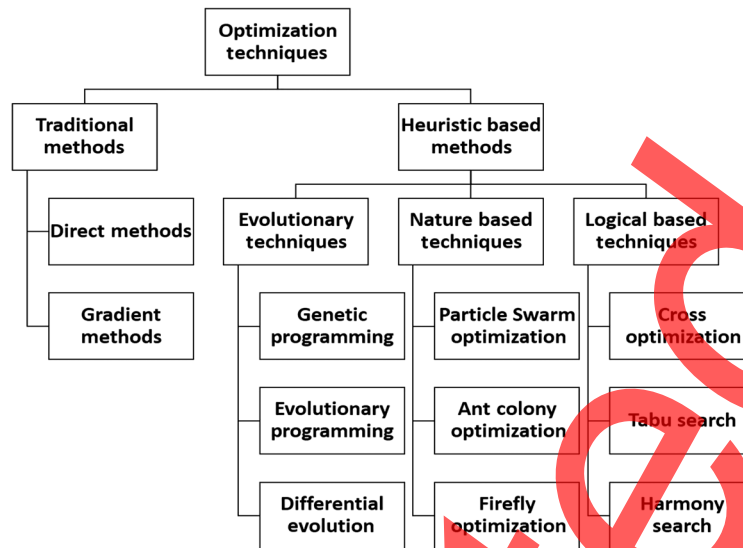 Optimization
techniques
Traditional
methods
Heuristic based
methods
Direct methods
Gradient
methods
Evolutionary
techniques
Nature based
techniques
Logical based
techniques
Genetic
programming
Particle Swarm
optimization
Cross
optimization
Evolutionary
programming
Ant colony
optimization
Tabu search
Differential
evolution
Firefly
optimization
Harmony
search